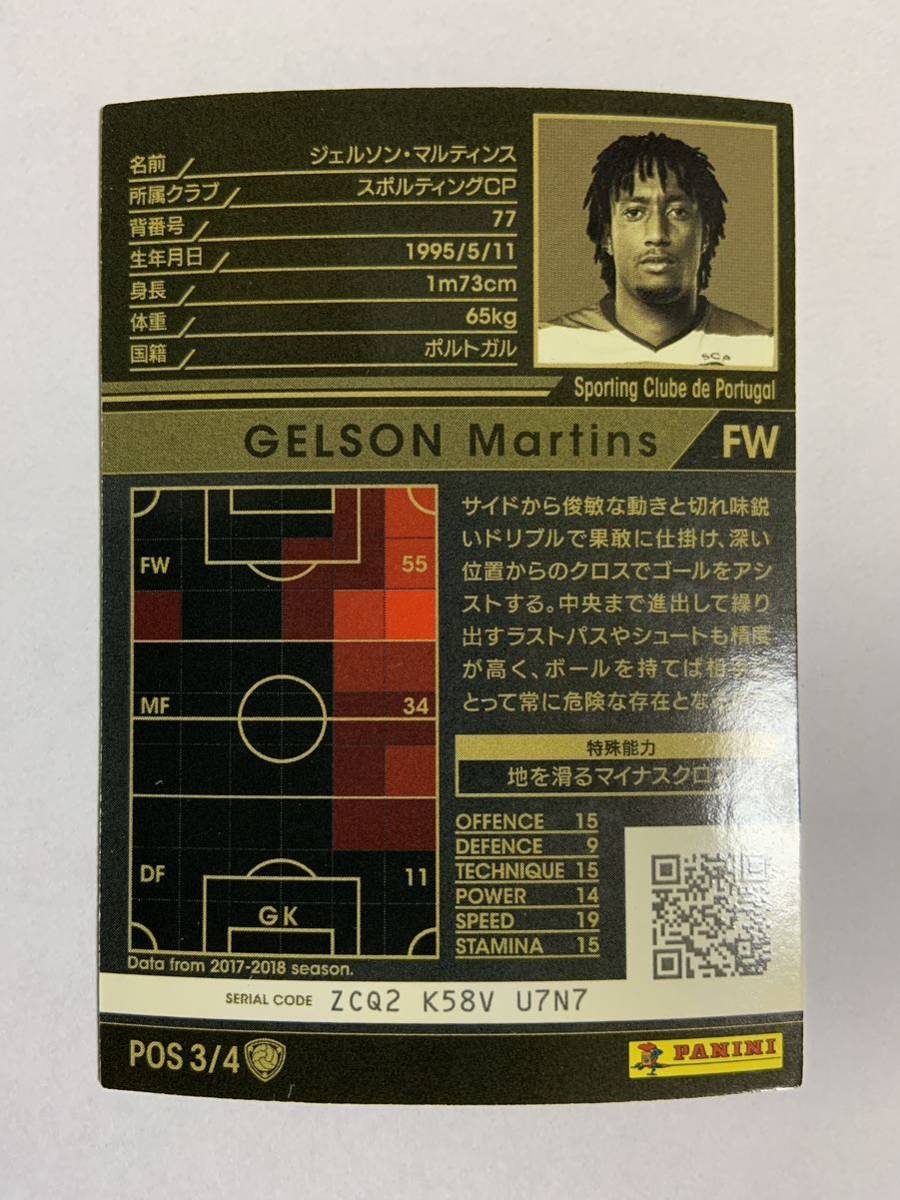 名前 ジェルソン・マルティンス
所属クラブ スポルティングCP
背番号 77
生年月日 1995/5/11
身長 1m73cm
体重 65kg
国籍 ポルトガル
Sporting Clube de Portugal
GELSON Martins FW
FW 55
MF 34
DF 11
GK
Data from 2017-2018 season.
サイドから俊敏な動きと切れ味鋭
いドリブルで果敢に仕掛け、深い
位置からのクロスでゴールをアシ
ストする。中央まで進出して繰り
出すラストパスやシュートも精度
が高く、ボールを持てば相手に
とって常に危険な存在となる
特殊能力
地を滑るマイナスクロス
OFFENCE 15
DEFENCE 9
TECHNIQUE 15
POWER 14
SPEED 19
STAMINA 15
SERIAL CODE ZCQ2 K58V U7N7
POS 3/4
PANINI